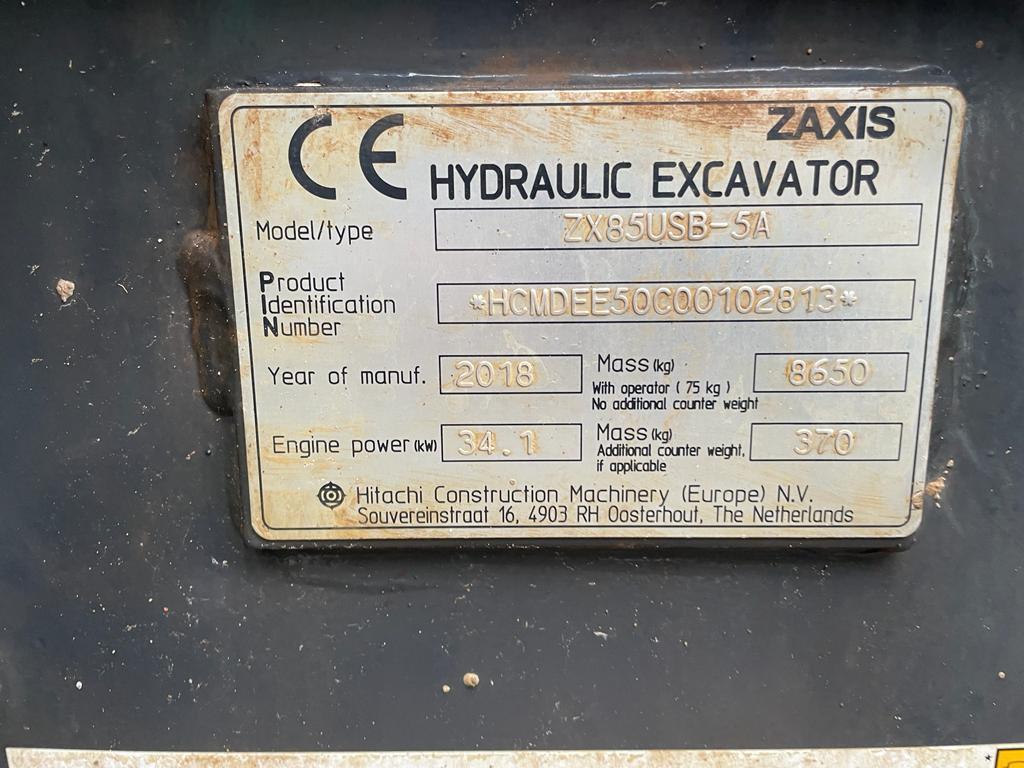 CE
ZAXIS
HYDRAULIC EXCAVATOR
Model/type ZX85USB-5A
Product
Identification *HCMDEE50C00102813*
Number
Year of manuf. 2018 Mass (kg) 8650
With operator ( 75 kg )
No additional counter weight
Engine power (kW) 34.1 Mass (kg) 370
Additional counter weight,
if applicable
Hitachi Construction Machinery (Europe) N.V.
Souvereinstraat 16, 4903 RH Oosterhout, The Netherlands